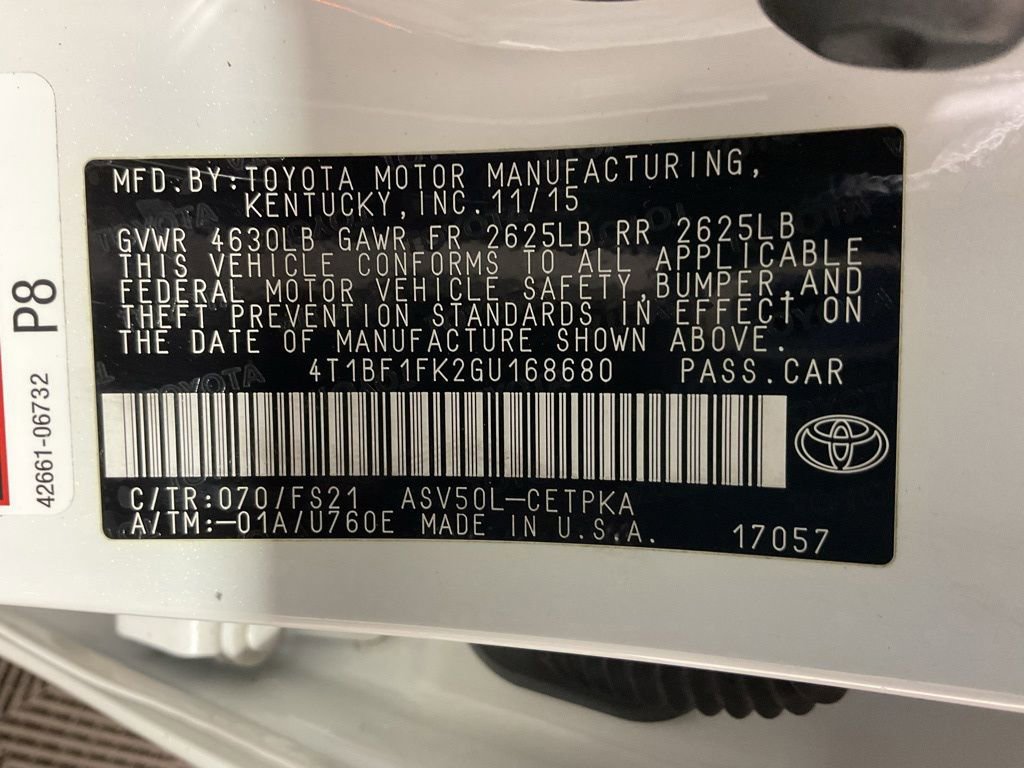 MFD.BY:TOYOTA MOTOR MANUFACTURING,
KENTUCKY,INC.11/15
GVWR 4630LB GAWR FR 2625LB RR 2625LB
THIS VEHICLE CONFORMS TO ALL APPLICABLE
FEDERAL MOTOR VEHICLE SAFETY,BUMPER,AND
THEFT PREVENTION STANDARDS IN EFFECT ON
THE DATE OF MANUFACTURE SHOWN ABOVE.
4T1BF1FK2GU168680 PASS.CAR
C/TR:070/FS21 ASV50L-CETPKA
A/TM:-01A/U760E MADE IN U.S.A.
17057
P8
42661-06732